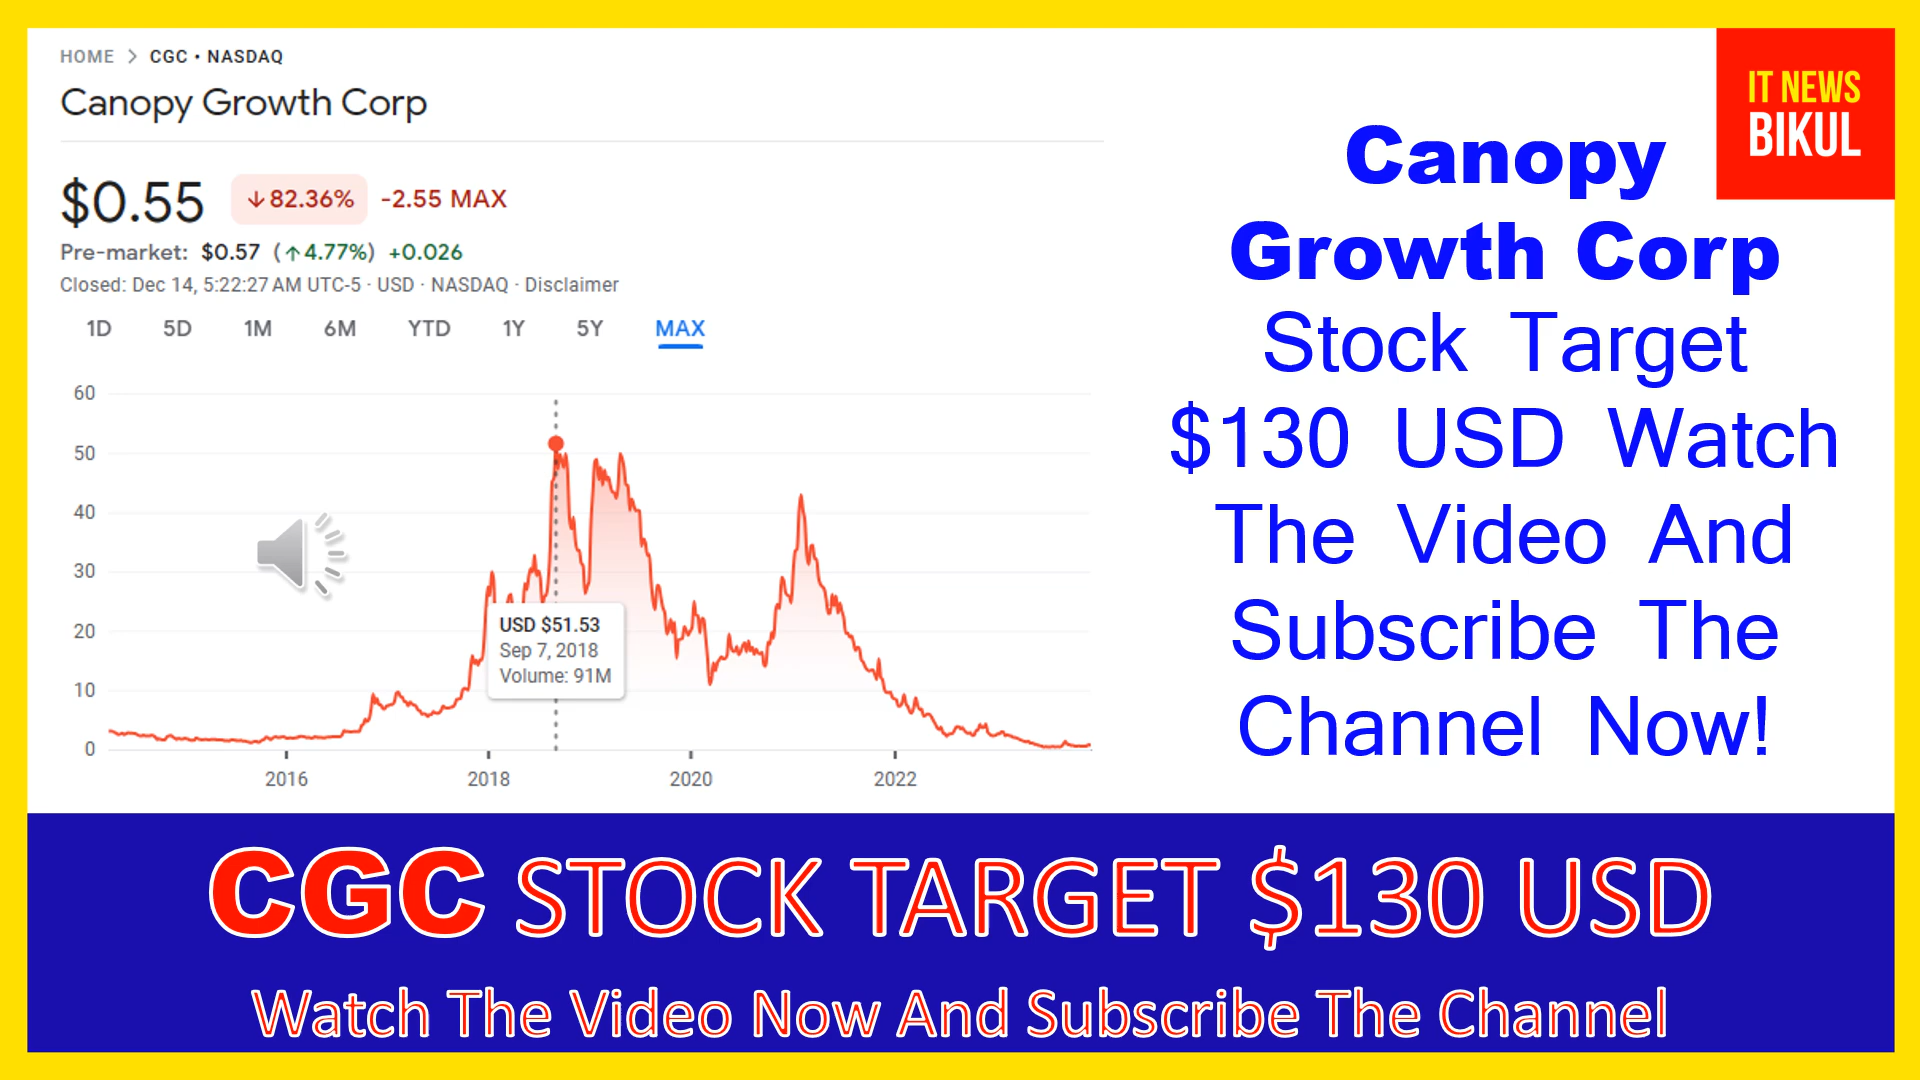 HOME > CGC • NASDAQ
Canopy Growth Corp
$0.55 ↓82.36% -2.55 MAX
Pre-market: $0.57 (↑4.77%) +0.026
Closed: Dec 14, 5:22:27 AM UTC-5 · USD · NASDAQ · Disclaimer
1D 5D 1M 6M YTD 1Y 5Y MAX
60
50
40
30
20
10
0
USD $51.53
Sep 7, 2018
Volume: 91M
2016 2018 2020 2022
IT NEWS
BIKUL
Canopy
Growth Corp
Stock Target
$130 USD Watch
The Video And
Subscribe The
Channel Now!
CGC STOCK TARGET $130 USD
Watch The Video Now And Subscribe The Channel